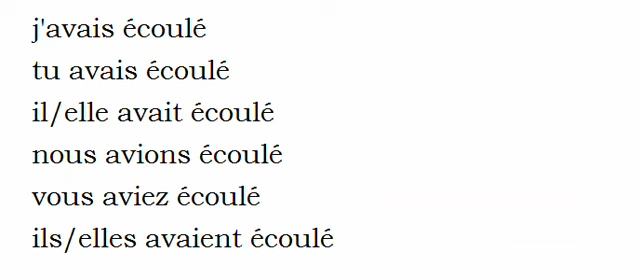 j'avais écoulé
tu avais écoulé
il/elle avait écoulé
nous avions écoulé
vous aviez écoulé
ils/elles avaient écoulé